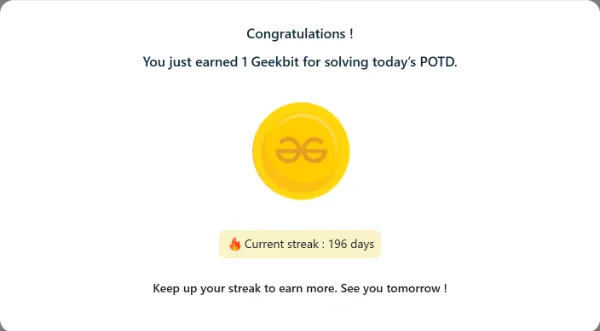 Congratulations !
You just earned 1 Geekbit for solving today's POTD.
Current streak : 196 days
Keep up your streak to earn more. See you tomorrow !